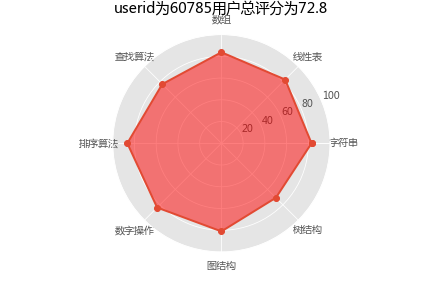 userid为60785用户总评分为72.8
数组
查找算法
线性表
100
80
60
40
20
排序算法
字符串
数字操作
树结构
图结构